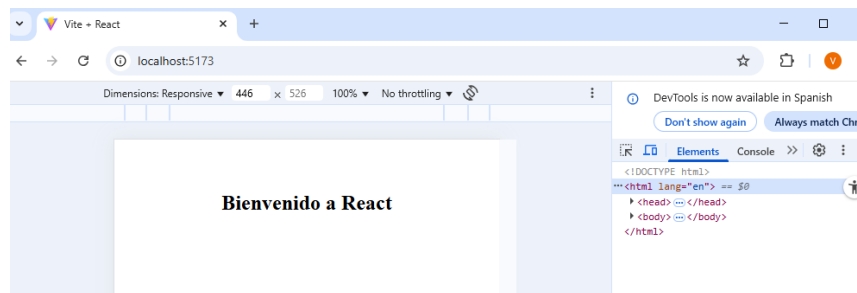 Vite + React
localhost:5173
V
Dimensions: Responsive 446 x 526 100% No throttling
DevTools is now available in Spanish
Don't show again Always match Chr
Elements Console
<!DOCTYPE html>
<html lang="en"> == $0
<head> … </head>
<body> … </body>
</html>
Bienvenido a React